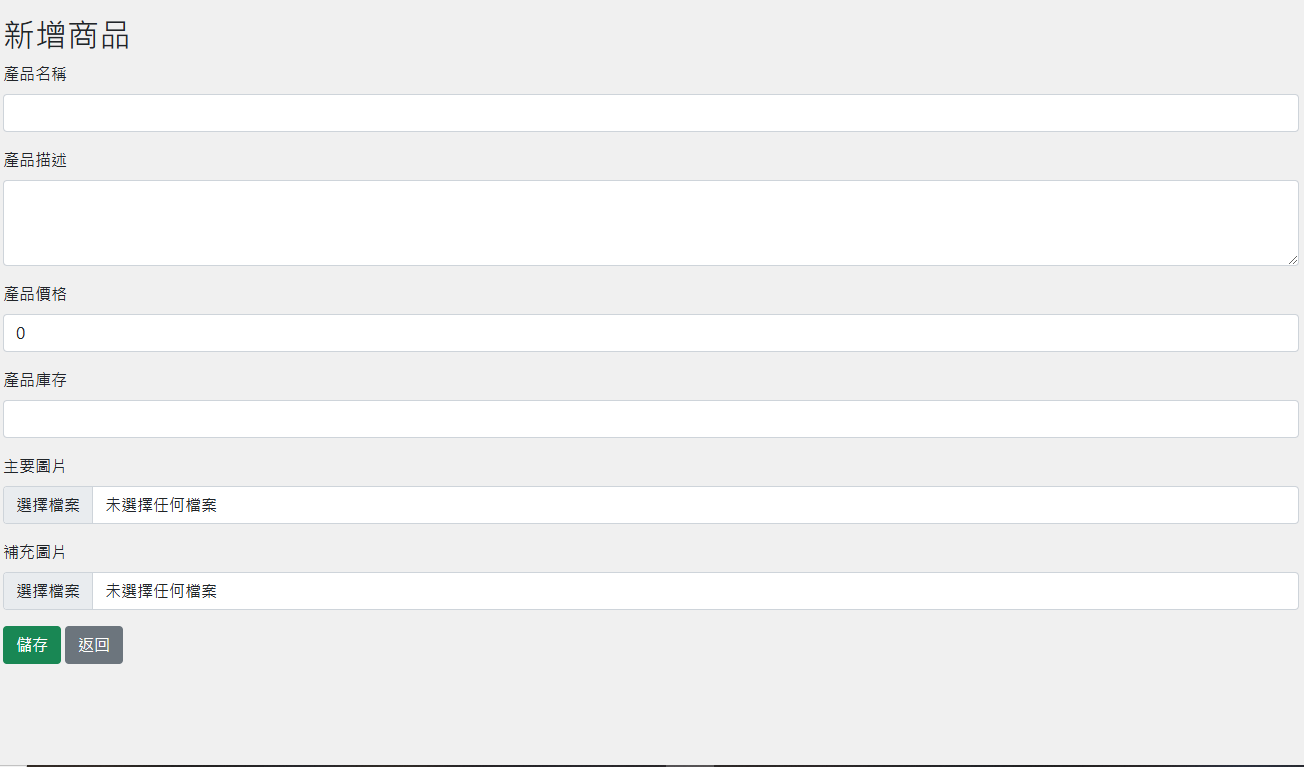 新增商品
產品名稱
產品描述
產品價格
0
產品庫存
主要圖片
選擇檔案 未選擇任何檔案
補充圖片
選擇檔案 未選擇任何檔案
儲存 返回